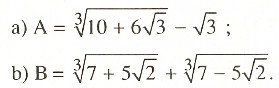 a) A = ∛(10 + 6√3) − √3 ;
b) B = ∛(7 + 5√2) + ∛(7 − 5√2).